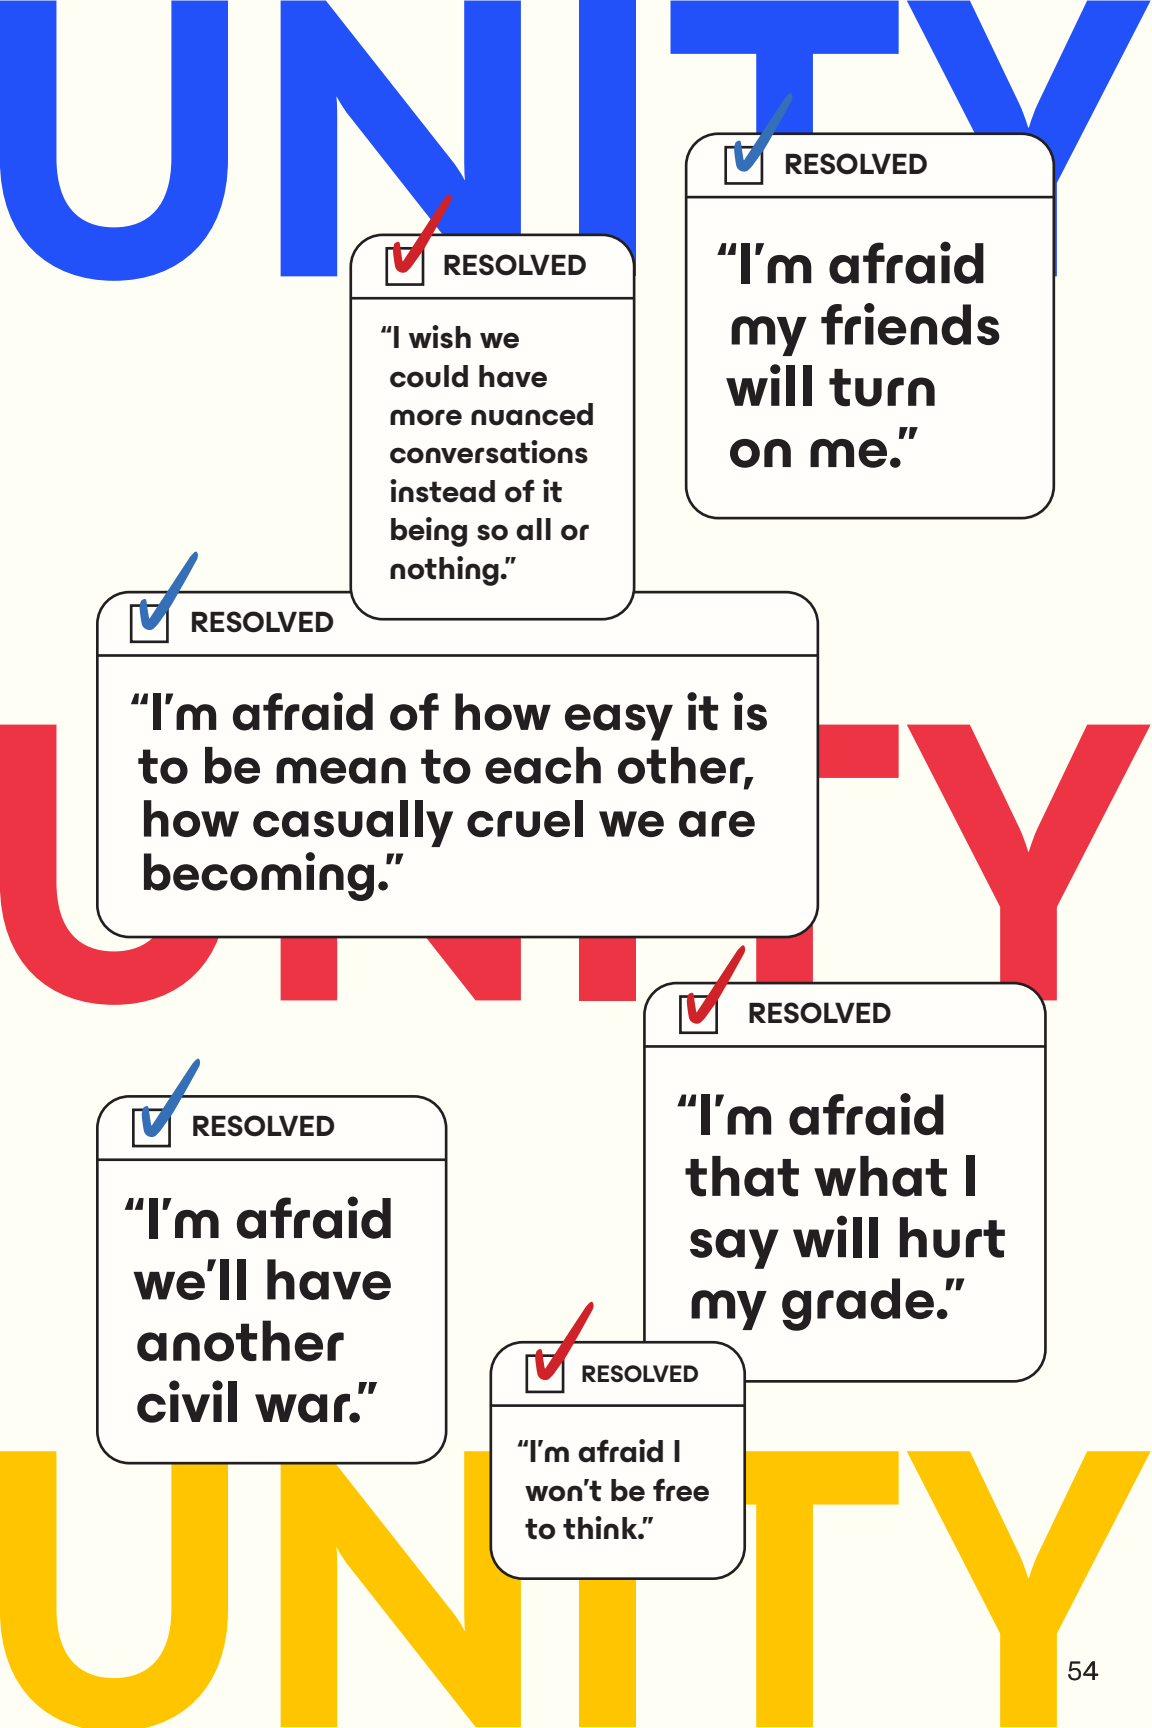 UNITY
RESOLVED
“I’m afraid
my friends
will turn
on me.”
RESOLVED
“I wish we
could have
more nuanced
conversations
instead of it
being so all or
nothing.”
RESOLVED
“I’m afraid of how easy it is
to be mean to each other,
how casually cruel we are
becoming.”
UNITY
RESOLVED
“I’m afraid
that what I
say will hurt
my grade.”
RESOLVED
“I’m afraid
we’ll have
another
civil war.”
RESOLVED
“I’m afraid I
won’t be free
to think.”
UNITY
54